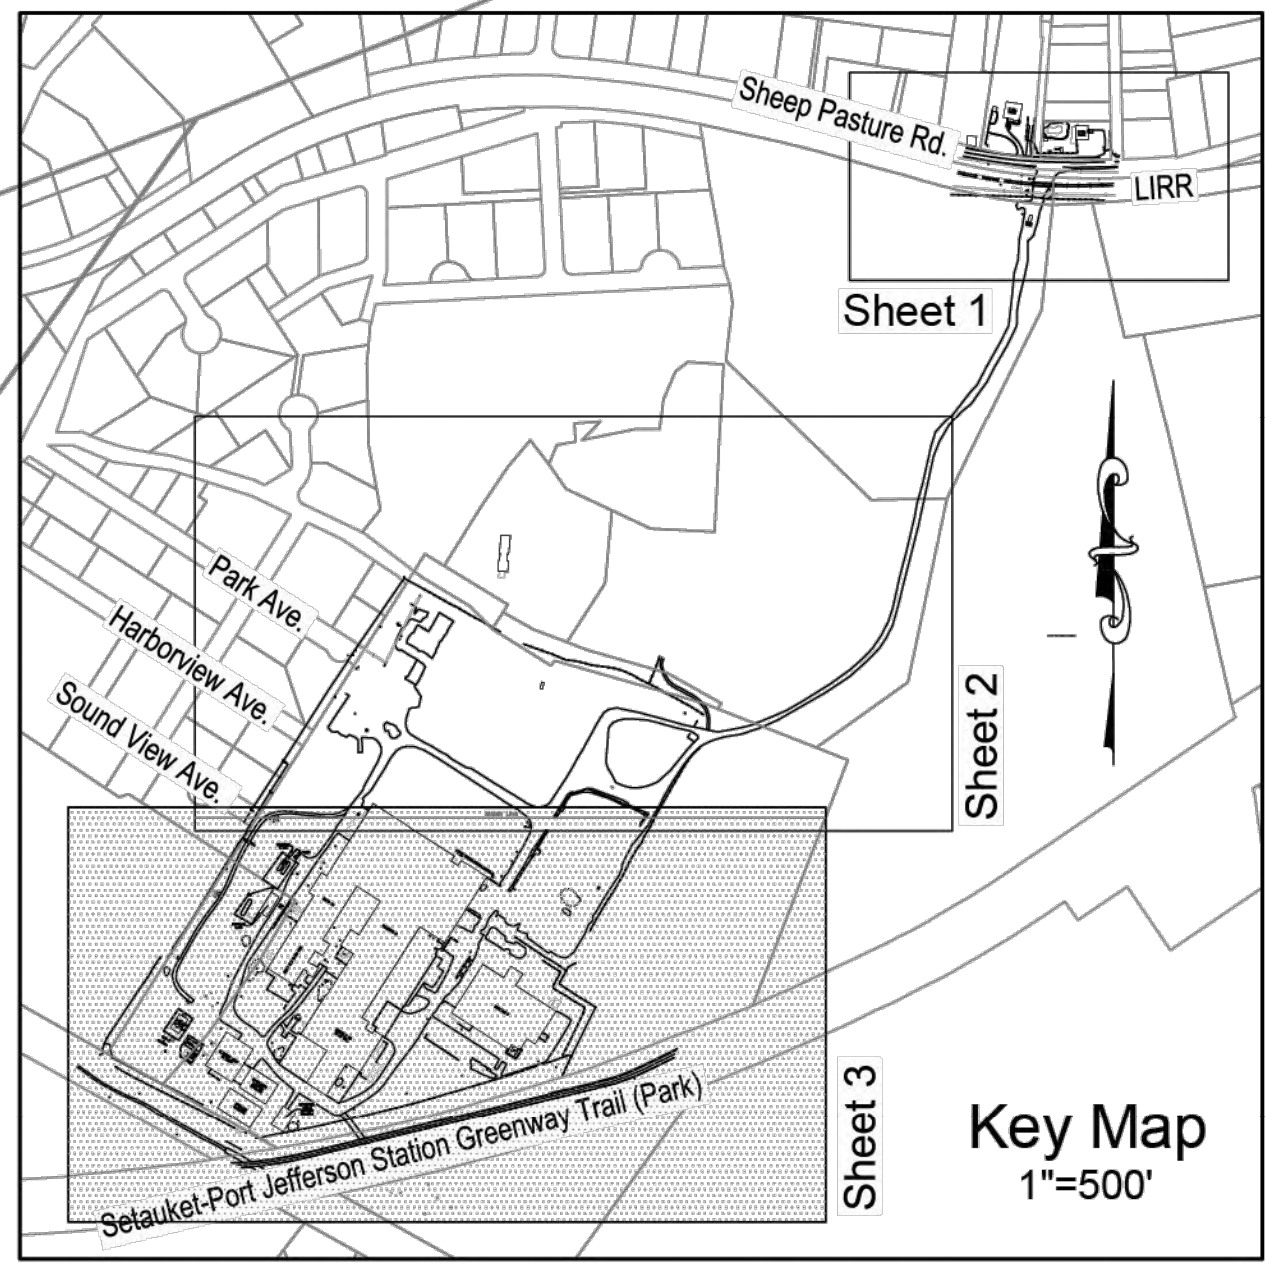 Sheep Pasture Rd.
LIRR
Sheet 1
Park Ave.
Harborview Ave.
Sound View Ave.
Sheet 2
Sheet 3
Setauket-Port Jefferson Station Greenway Trail (Park)
Key Map
1"=500'